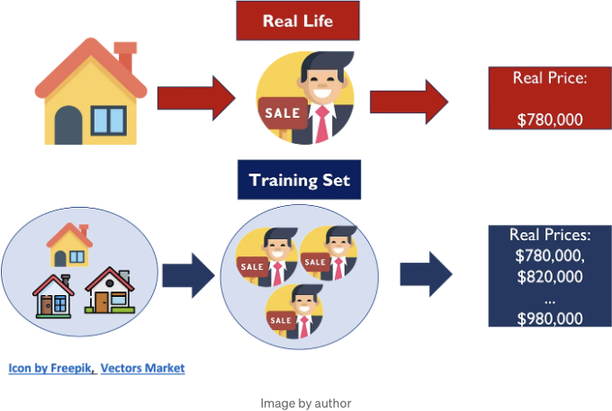 Real Life
SALE
Real Price:
$780,000
Training Set
SALE
SALE
SALE
Real Prices:
$780,000,
$820,000
...
$980,000
Icon by Freepik, Vectors Market
Image by author